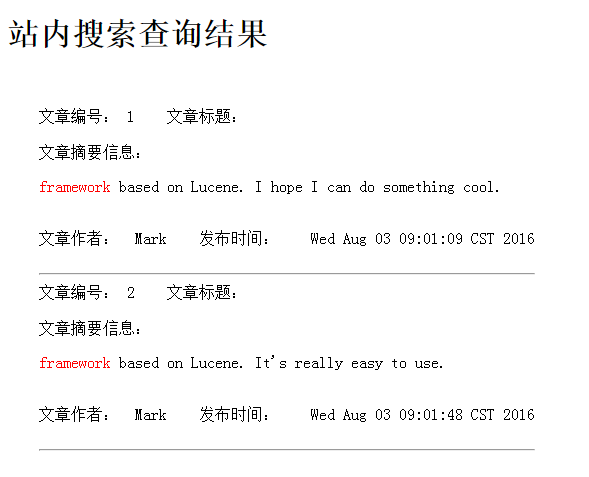 站内搜索查询结果
文章编号： 1 文章标题：
文章摘要信息：
framework based on Lucene. I hope I can do something cool.
文章作者： Mark 发布时间： Wed Aug 03 09:01:09 CST 2016
文章编号： 2 文章标题：
文章摘要信息：
framework based on Lucene. It's really easy to use.
文章作者： Mark 发布时间： Wed Aug 03 09:01:48 CST 2016